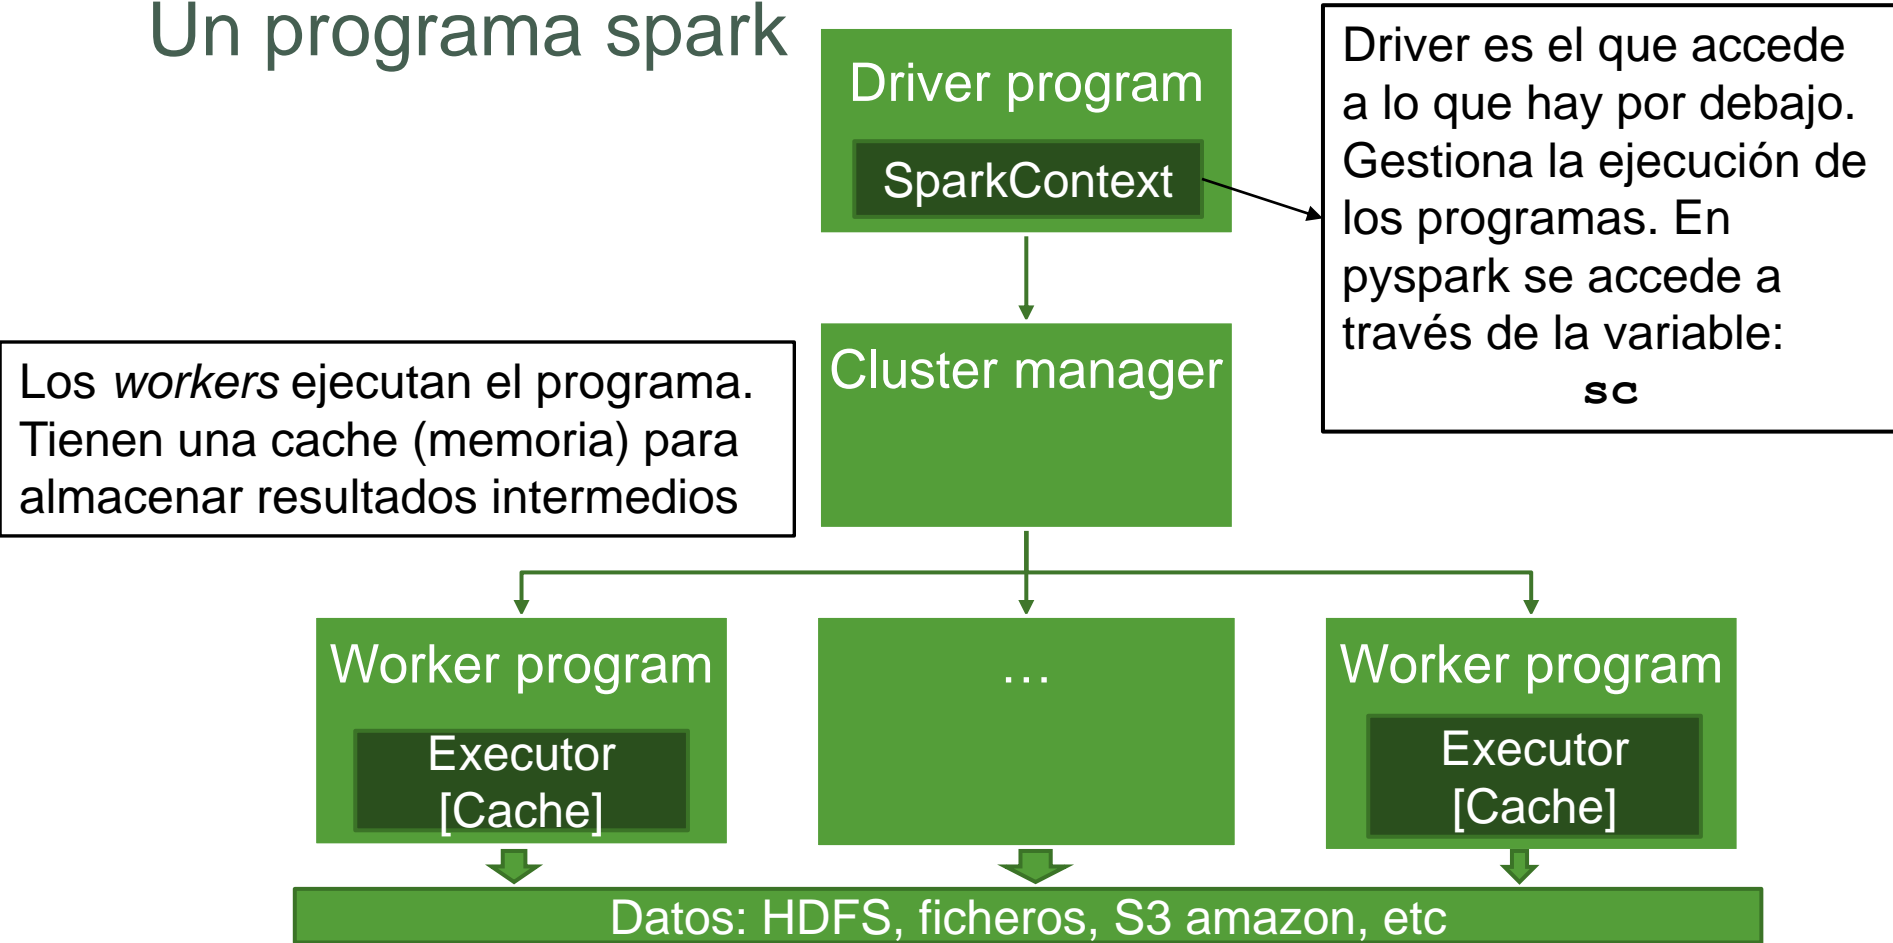 Un programa spark
Driver program
SparkContext
Driver es el que accede
a lo que hay por debajo.
Gestiona la ejecución de
los programas. En
pyspark se accede a
través de la variable:
sc
Los workers ejecutan el programa.
Tienen una cache (memoria) para
almacenar resultados intermedios
Cluster manager
Worker program
Executor
[Cache]
…
Worker program
Executor
[Cache]
Datos: HDFS, ficheros, S3 amazon, etc